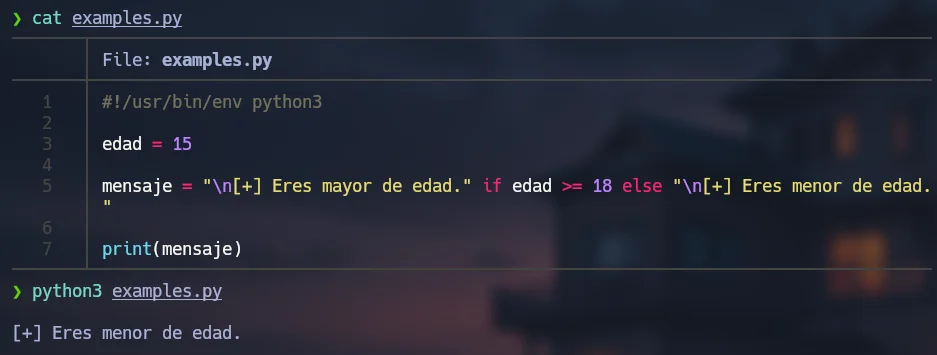 ❯ cat examples.py
File: examples.py
1 #!/usr/bin/env python3
2
3 edad = 15
4
5 mensaje = "\n[+] Eres mayor de edad." if edad >= 18 else "\n[+] Eres menor de edad.
"
6
7 print(mensaje)
❯ python3 examples.py
[+] Eres menor de edad.